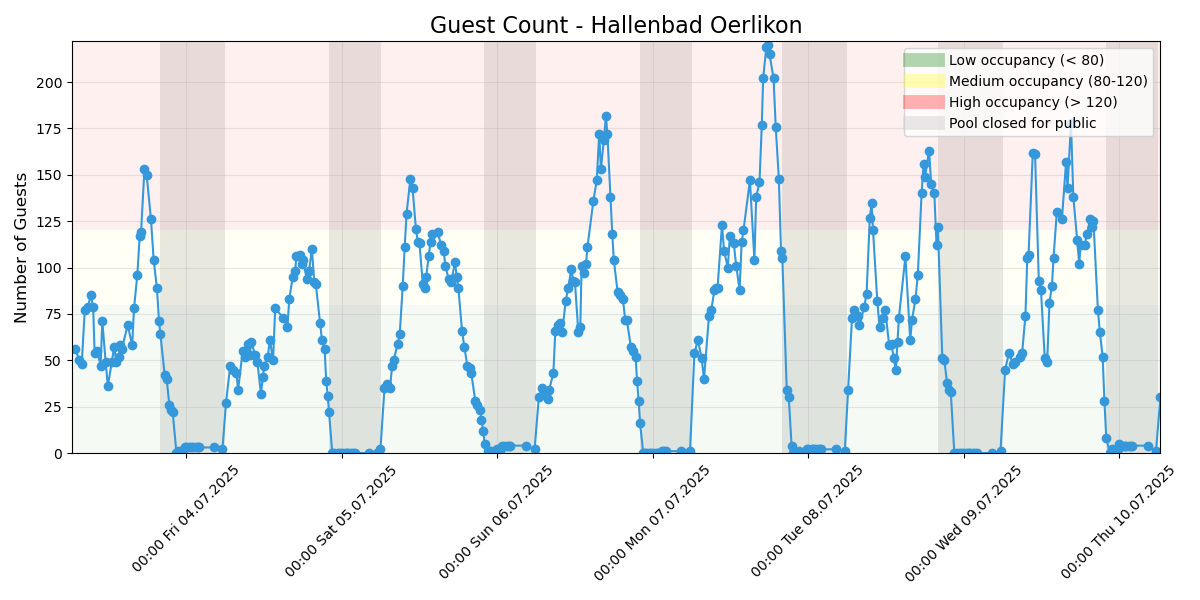 Guest Count - Hallenbad Oerlikon
Number of Guests
200
175
150
125
100
75
50
25
0
Low occupancy (< 80)
Medium occupancy (80-120)
High occupancy (> 120)
Pool closed for public
00:00 Fri 04.07.2025
00:00 Sat 05.07.2025
00:00 Sun 06.07.2025
00:00 Mon 07.07.2025
00:00 Tue 08.07.2025
00:00 Wed 09.07.2025
00:00 Thu 10.07.2025